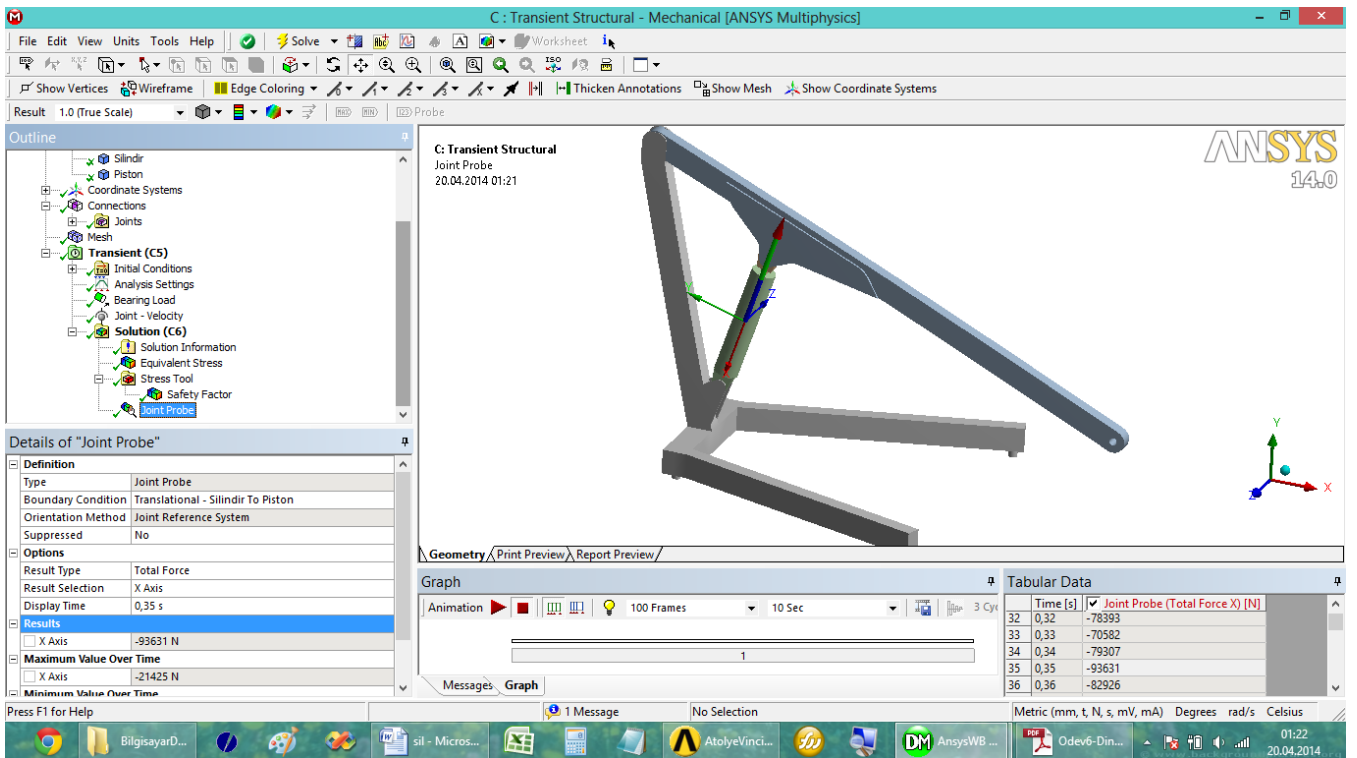 C : Transient Structural - Mechanical [ANSYS Multiphysics]
File Edit View Units Tools Help Solve Worksheet
Show Vertices Wireframe Edge Coloring Thicken Annotations Show Mesh Show Coordinate Systems
Result 1.0 (True Scale) Probe
Outline
Silindir
Piston
Coordinate Systems
Connections
Joints
Mesh
Transient (C5)
Initial Conditions
Analysis Settings
Bearing Load
Joint - Velocity
Solution (C6)
Solution Information
Equivalent Stress
Stress Tool
Safety Factor
Joint Probe
Details of "Joint Probe"
Definition
Type Joint Probe
Boundary Condition Translational - Silindir To Piston
Orientation Method Joint Reference System
Suppressed No
Options
Result Type Total Force
Result Selection X Axis
Display Time 0,35 s
Results
X Axis -93631 N
Maximum Value Over Time
X Axis -21425 N
Minimum Value Over Time
C: Transient Structural
Joint Probe
20.04.2014 01:21
ANSYS
14.0
Z
Y
X
Z
Geometry Print Preview Report Preview
Graph
Animation 100 Frames 10 Sec 3 Cyc
1
Messages Graph
Tabular Data
Time [s] Joint Probe (Total Force X) [N]
32 0,32 -78393
33 0,33 -70582
34 0,34 -79307
35 0,35 -93631
36 0,36 -82926
Press F1 for Help 1 Message No Selection Metric (mm, t, N, s, mV, mA) Degrees rad/s Celsius
BilgisayarD... sil - Micros... AtolyeVinci... DM AnsysWB ... Odev6-Din... 01:22
20.04.2014